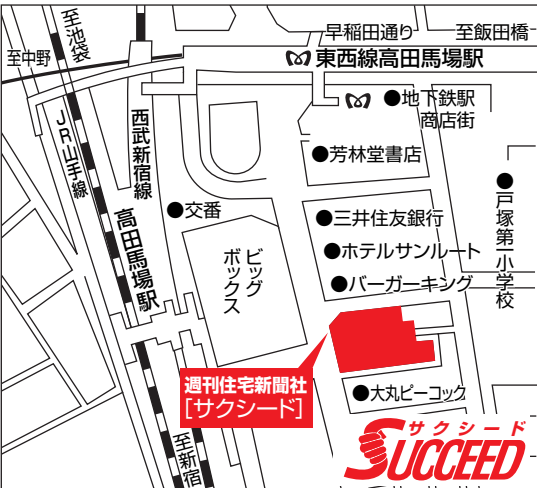 至池袋
至中野
早稲田通り
至飯田橋
東西線高田馬場駅
●地下鉄駅
商店街
JR山手線
西武新宿線
●芳林堂書店
●戸塚第一小学校
●交番
高田馬場駅
●三井住友銀行
ビッグ
ボックス
●ホテルサンルート
●バーガーキング
週刊住宅新聞社
[サクシード]
●大丸ピーコック
至新宿
サクシード
SUCCEED